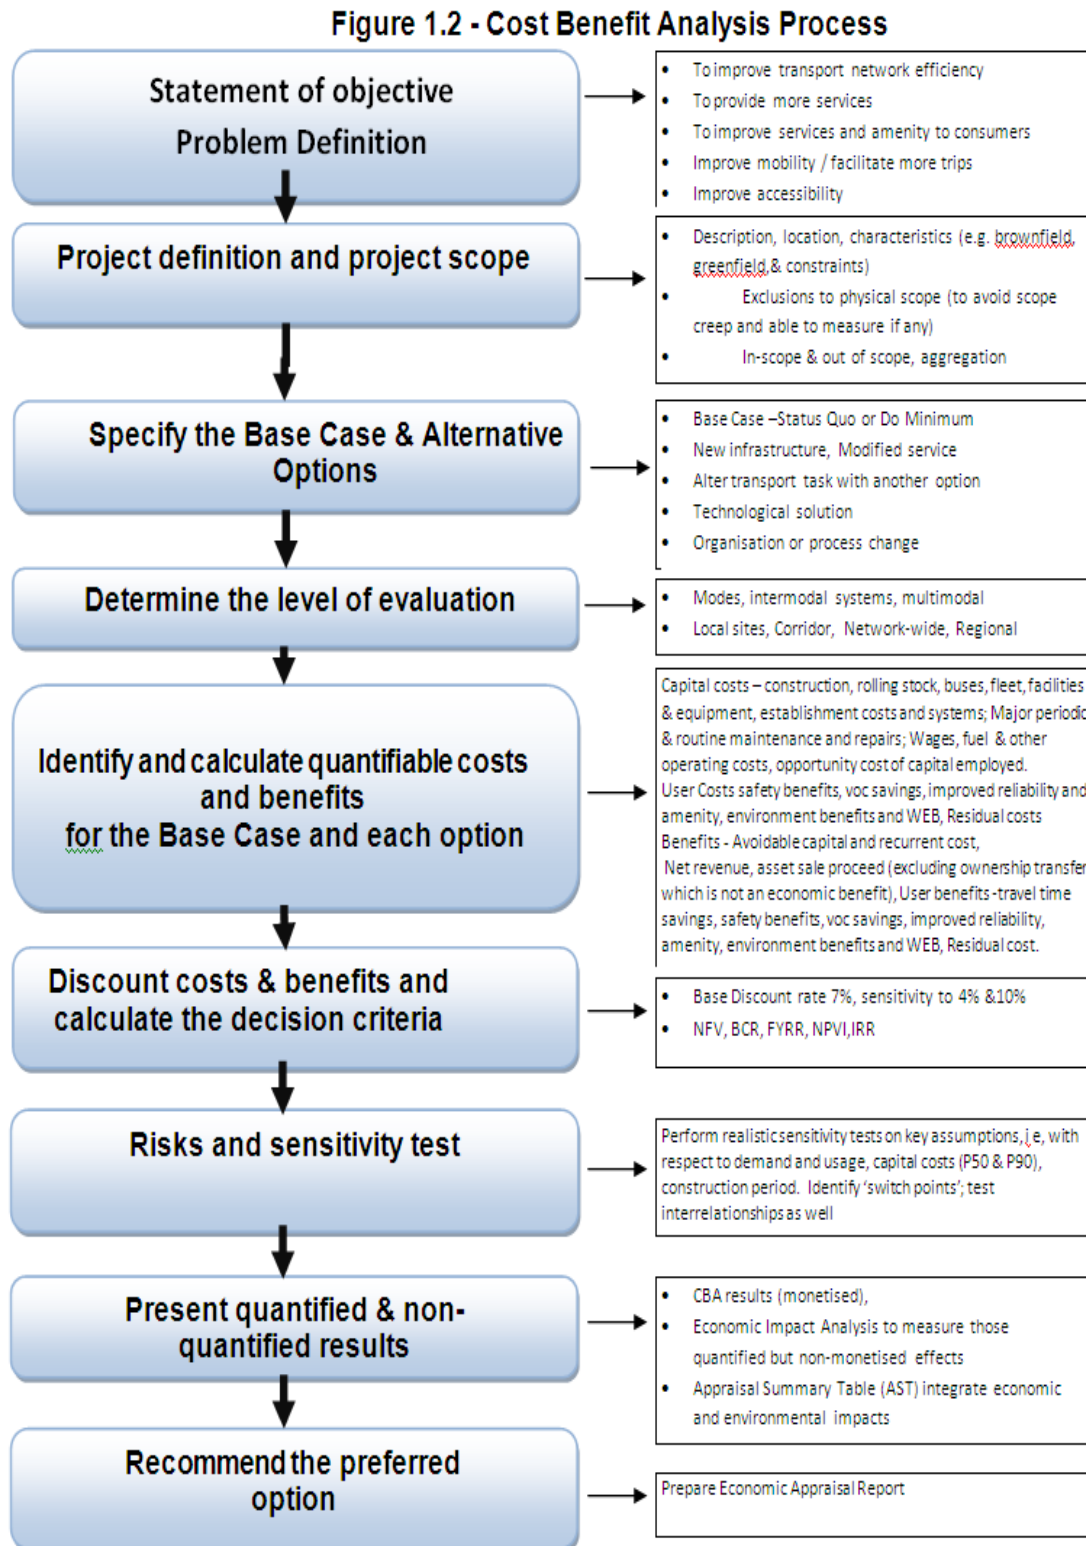 Figure 1.2 - Cost Benefit Analysis Process
Statement of objective
Problem Definition
• To improve transport network efficiency
• To provide more services
• To improve services and amenity to consumers
• Improve mobility / facilitate more trips
• Improve accessibility
Project definition and project scope
• Description, location, characteristics (e.g. brownfield,
greenfield,& constraints)
• Exclusions to physical scope (to avoid scope
creep and able to measure if any)
• In-scope & out of scope, aggregation
Specify the Base Case & Alternative
Options
• Base Case –Status Quo or Do Minimum
• New infrastructure, Modified service
• Alter transport task with another option
• Technological solution
• Organisation or process change
Determine the level of evaluation
• Modes, intermodal systems, multimodal
• Local sites, Corridor, Network-wide, Regional
Identify and calculate quantifiable costs
and benefits
for the Base Case and each option
Capital costs – construction, rolling stock, buses, fleet, facilities
& equipment, establishment costs and systems; Major periodic
& routine maintenance and repairs; Wages, fuel & other
operating costs, opportunity cost of capital employed.
User Costs safety benefits, voc savings, improved reliability and
amenity, environment benefits and WEB, Residual costs
Benefits - Avoidable capital and recurrent cost,
Net revenue, asset sale proceed (excluding ownership transfer
which is not an economic benefit), User benefits -travel time
savings, safety benefits, voc savings, improved reliability,
amenity, environment benefits and WEB, Residual cost.
Discount costs & benefits and
calculate the decision criteria
• Base Discount rate 7%, sensitivity to 4% &10%
• NFV, BCR, FYRR, NPVI,IRR
Risks and sensitivity test
Perform realistic sensitivity tests on key assumptions, i e, with
respect to demand and usage, capital costs (P50 & P90),
construction period. Identify ‘switch points’; test
interrelationships as well
Present quantified & non-
quantified results
• CBA results (monetised),
• Economic Impact Analysis to measure those
quantified but non-monetised effects
• Appraisal Summary Table (AST) integrate economic
and environmental impacts
Recommend the preferred
option
Prepare Economic Appraisal Report